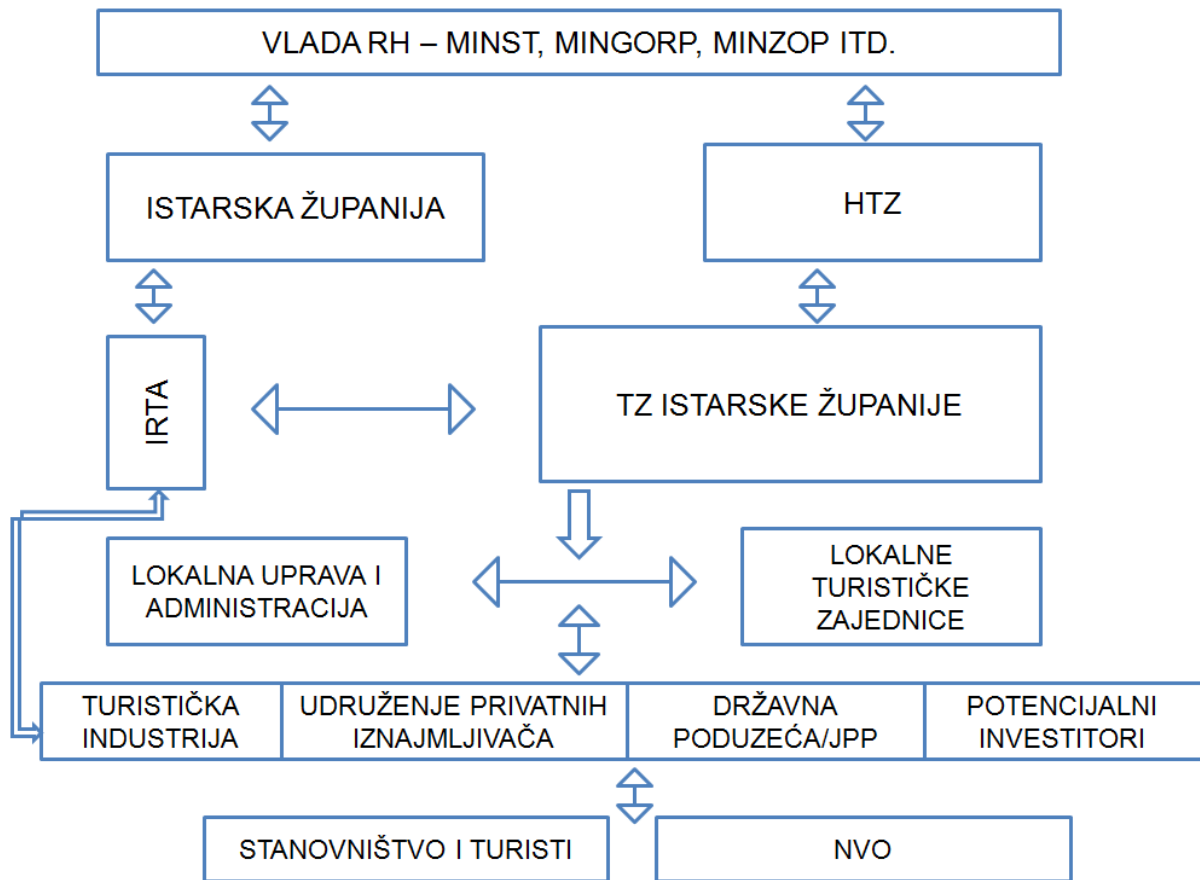 VLADA RH – MINST, MINGORP, MINZOP ITD.
ISTARSKA ŽUPANIJA
HTZ
IRTA
TZ ISTARSKE ŽUPANIJE
LOKALNA UPRAVA I
ADMINISTRACIJA
LOKALNE
TURISTIČKE
ZAJEDNICE
TURISTIČKA
INDUSTRIJA
UDRUŽENJE PRIVATNIH
IZNAJMLJIVAČA
DRŽAVNA
PODUZEĆA/JPP
POTENCIJALNI
INVESTITORI
STANOVNIŠTVO I TURISTI
NVO